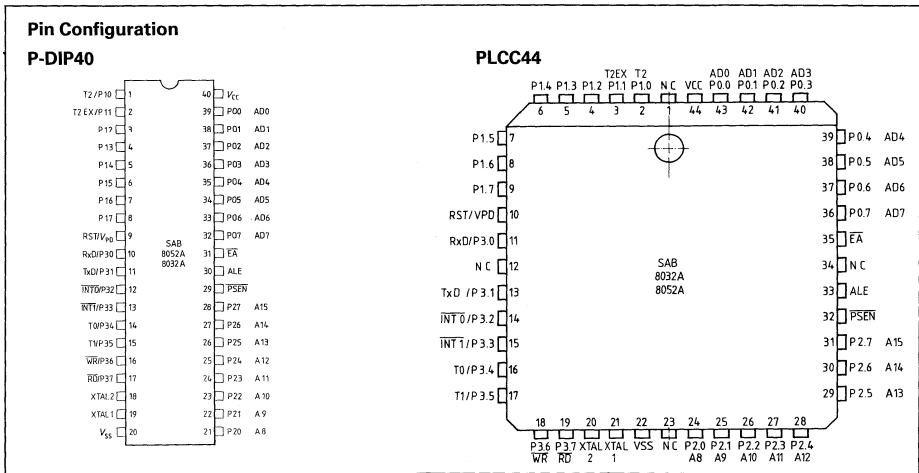 Pin Configuration
P-DIP40
T2/P10 1 40 VCC
T2 EX/P11 2 39 P00 AD0
P12 3 38 P01 AD1
P13 4 37 P02 AD2
P14 5 36 P03 AD3
P15 6 35 P04 AD4
P16 7 34 P05 AD5
P17 8 33 P06 AD6
RST/VPD 9 32 P07 AD7
RxD/P30 10 31 EA
TxD/P31 11 30 ALE
INT0/P32 12 29 PSEN
INT1/P33 13 28 P27 A15
T0/P34 14 27 P26 A14
T1/P35 15 26 P25 A13
WR/P36 16 25 P24 A12
RD/P37 17 24 P23 A11
XTAL2 18 23 P22 A10
XTAL1 19 22 P21 A9
VSS 20 21 P20 A8
SAB
8052A
8032A
PLCC44
T2EX T2 AD0 AD1 AD2 AD3
P1.4 P1.3 P1.2 P1.1 P1.0 NC VCC P0.0 P0.1 P0.2 P0.3
6 5 4 3 2 1 44 43 42 41 40
P1.5 7 39 P0.4 AD4
P1.6 8 38 P0.5 AD5
P1.7 9 37 P0.6 AD6
RST/VPD 10 36 P0.7 AD7
RxD/P3.0 11 35 EA
NC 12 34 NC
TxD /P3.1 13 33 ALE
INT 0/P3.2 14 32 PSEN
INT 1/P3.3 15 31 P2.7 A15
T0/P3.4 16 30 P2.6 A14
T1/P3.5 17 29 P2.5 A13
SAB
8032A
8052A
18 19 20 21 22 23 24 25 26 27 28
P3.6 P3.7 XTAL XTAL VSS NC P2.0 P2.1 P2.2 P2.3 P2.4
WR RD 2 1 A8 A9 A10 A11 A12